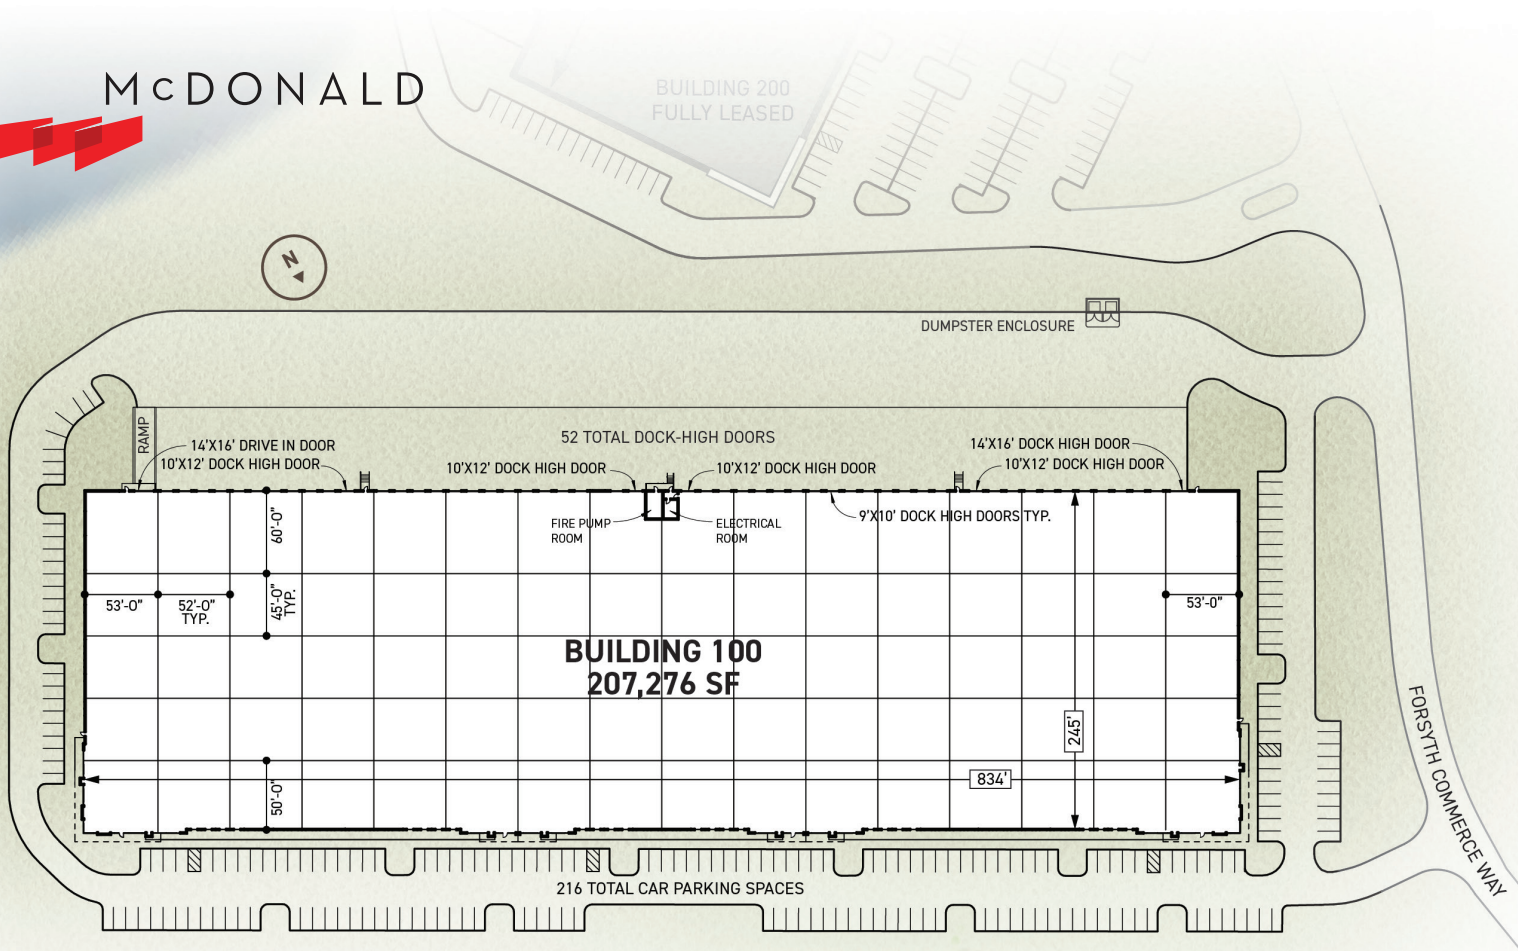 McDONALD
BUILDING 200
FULLY LEASED
N
DUMPSTER ENCLOSURE
RAMP
14'X16' DRIVE IN DOOR
10'X12' DOCK HIGH DOOR
52 TOTAL DOCK-HIGH DOORS
10'X12' DOCK HIGH DOOR
10'X12' DOCK HIGH DOOR
14'X16' DOCK HIGH DOOR
10'X12' DOCK HIGH DOOR
9'X10' DOCK HIGH DOORS TYP.
FIRE PUMP
ROOM
ELECTRICAL
ROOM
60'-0"
53'-0"
52'-0"
TYP.
45'-0"
TYP.
53'-0"
BUILDING 100
207,276 SF
245'
834'
50'-0"
FORSYTH COMMERCE WAY
216 TOTAL CAR PARKING SPACES